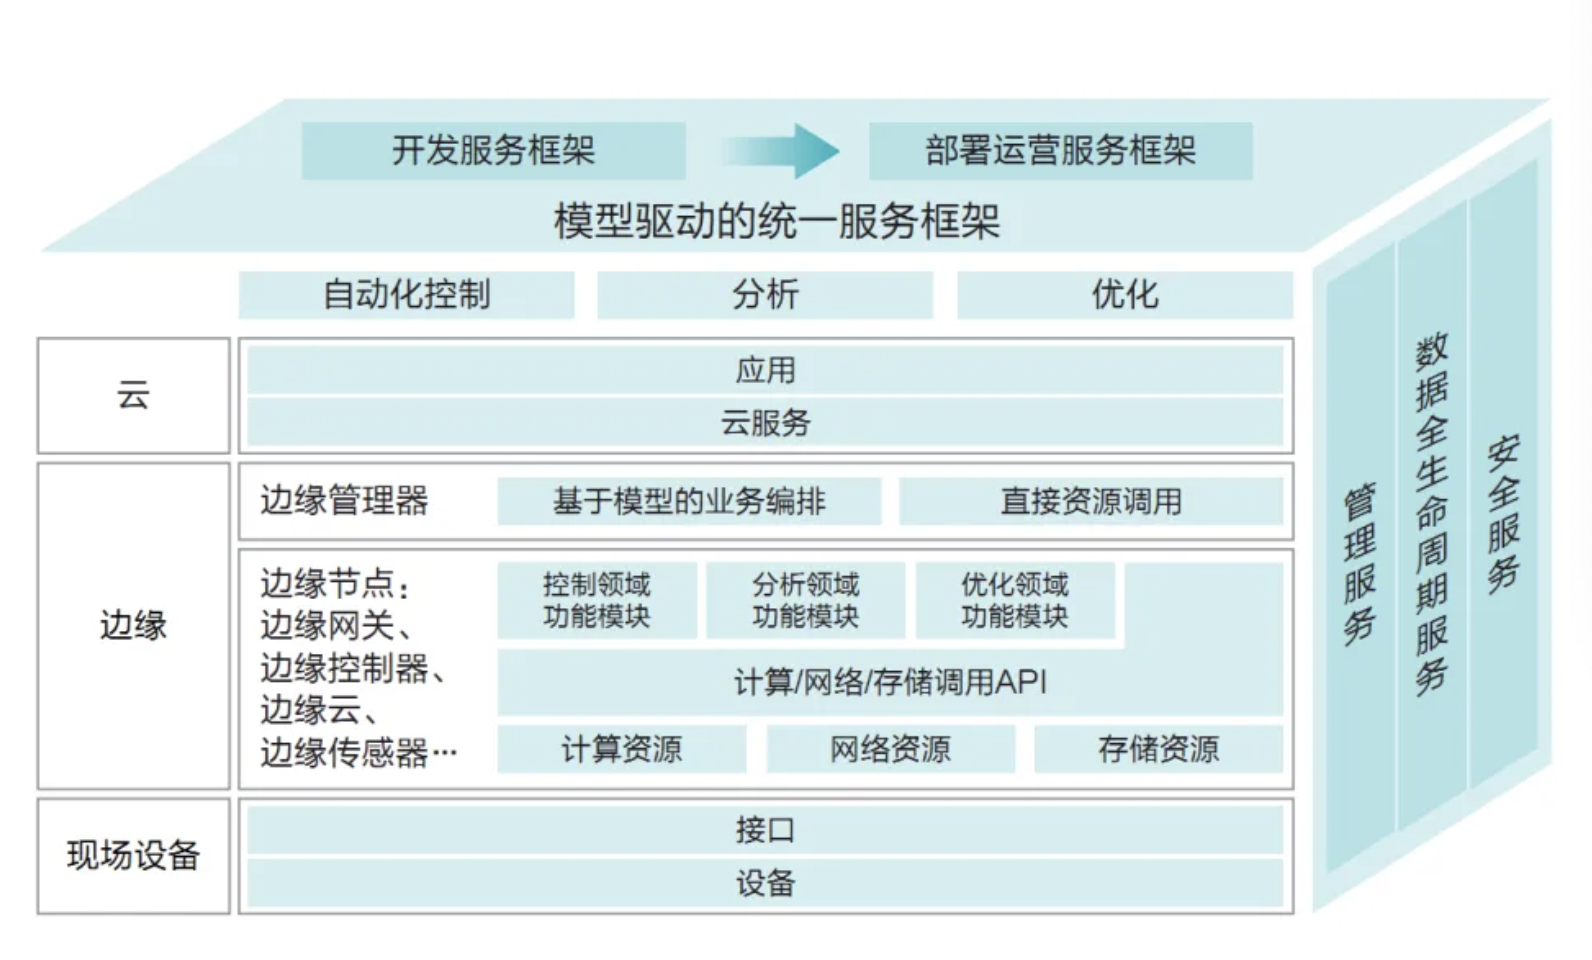 开发服务框架
部署运营服务框架
模型驱动的统一服务框架
自动化控制
分析
优化
云
应用
云服务
边缘
边缘管理器
基于模型的业务编排
直接资源调用
边缘节点：
边缘网关、
边缘控制器、
边缘云、
边缘传感器…
控制领域
功能模块
分析领域
功能模块
优化领域
功能模块
计算/网络/存储调用API
计算资源
网络资源
存储资源
现场设备
接口
设备
管理服务
数据全生命周期服务
安全服务